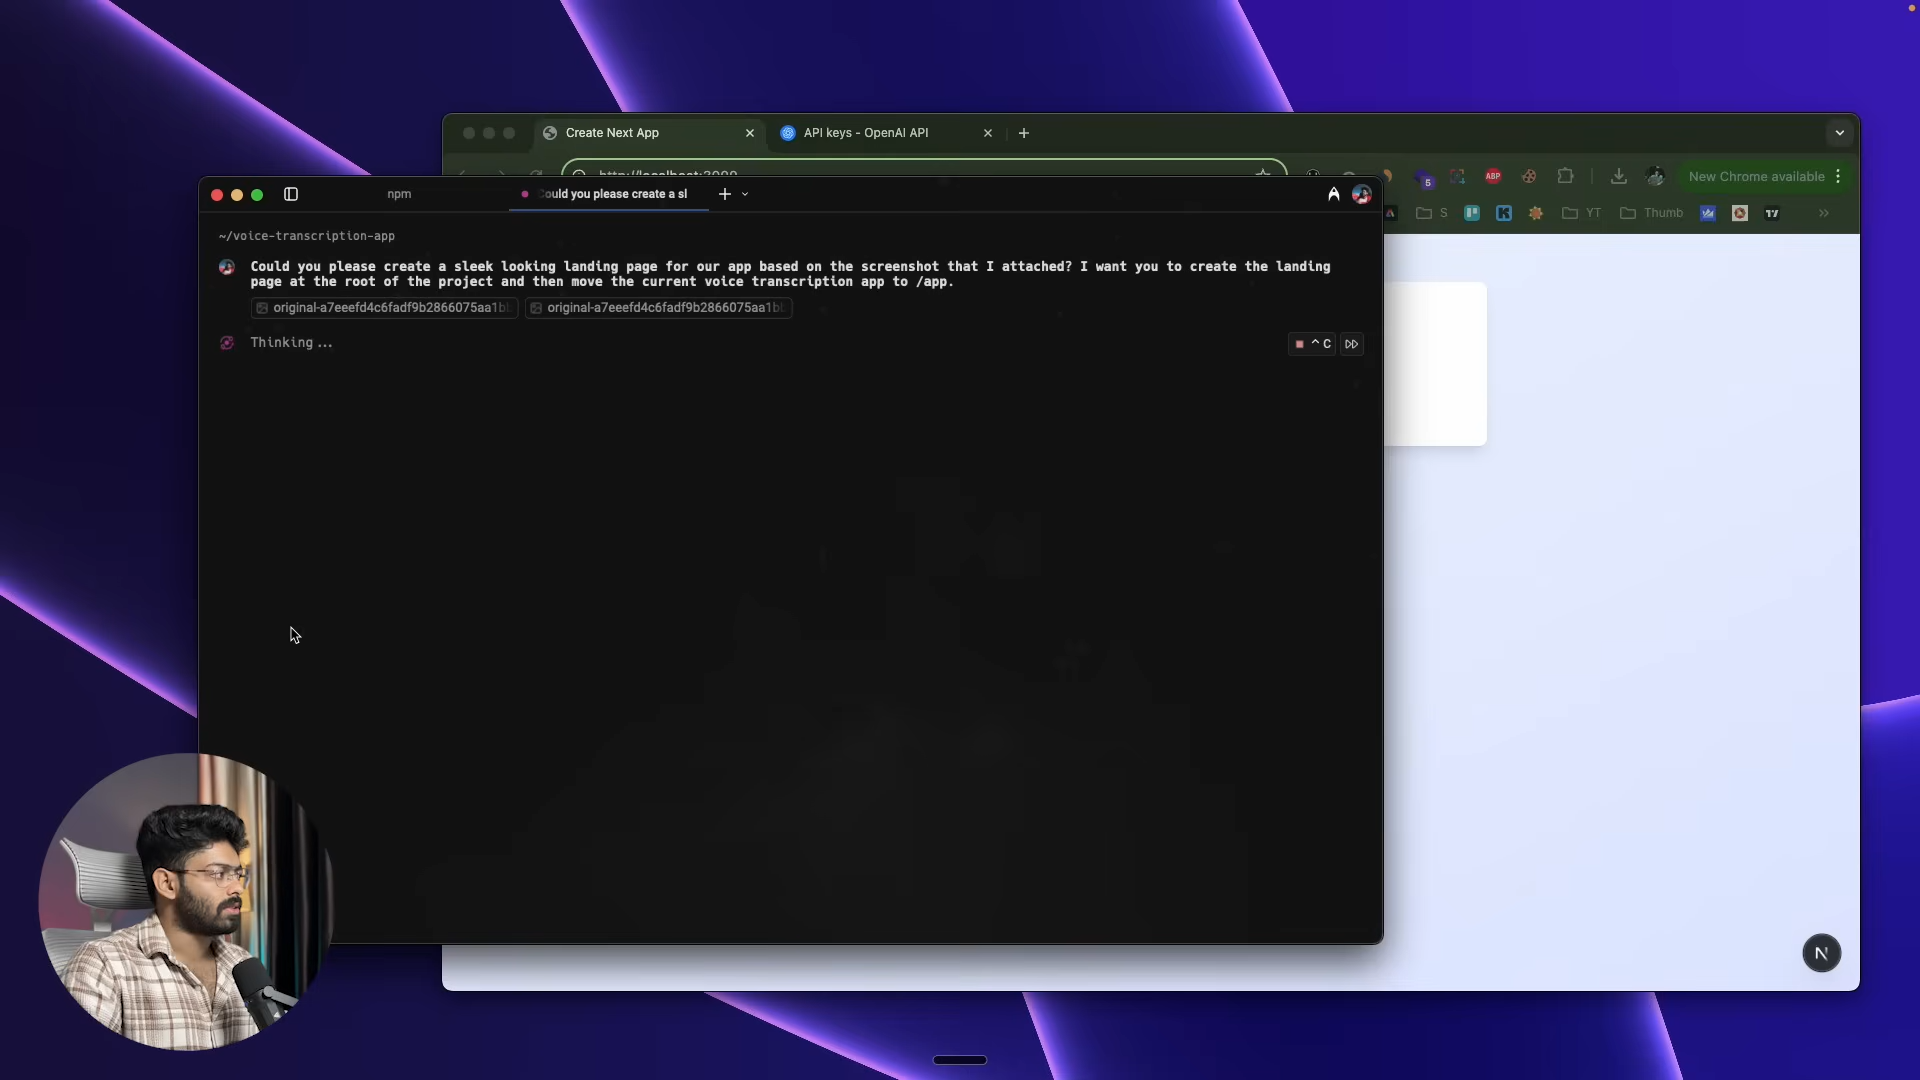 Create Next App
API keys - OpenAI API
New Chrome available
5
ABP
S
YT
Thumb
npm
Could you please create a sl
~/voice-transcription-app
Could you please create a sleek looking landing page for our app based on the screenshot that I attached? I want you to create the landing
page at the root of the project and then move the current voice transcription app to /app.
original-a7eeefd4c6fadf9b2866075aa1b
original-a7eeefd4c6fadf9b2866075aa1b
Thinking ...
^ C
N